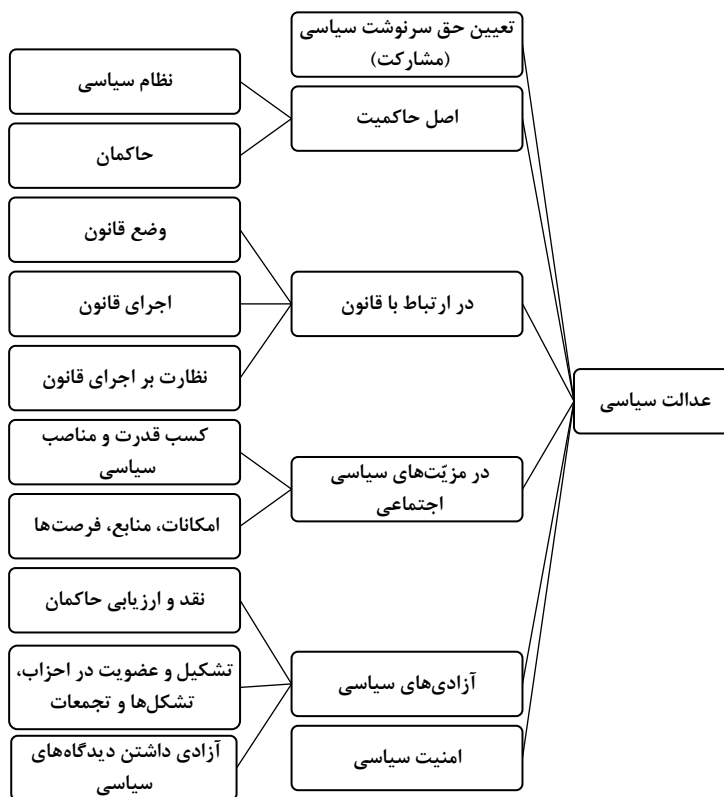 عدالت سیاسی
تعیین حق سرنوشت سیاسی
(مشارکت)
اصل حاکمیت
نظام سیاسی
حاکمان
در ارتباط با قانون
وضع قانون
اجرای قانون
نظارت بر اجرای قانون
در مزیّت‌های سیاسی
اجتماعی
کسب قدرت و مناصب
سیاسی
امکانات، منابع، فرصت‌ها
آزادی‌های سیاسی
نقد و ارزیابی حاکمان
تشکیل و عضویت در احزاب،
تشکل‌ها و تجمعات
آزادی داشتن دیدگاه‌های
سیاسی
امنیت سیاسی